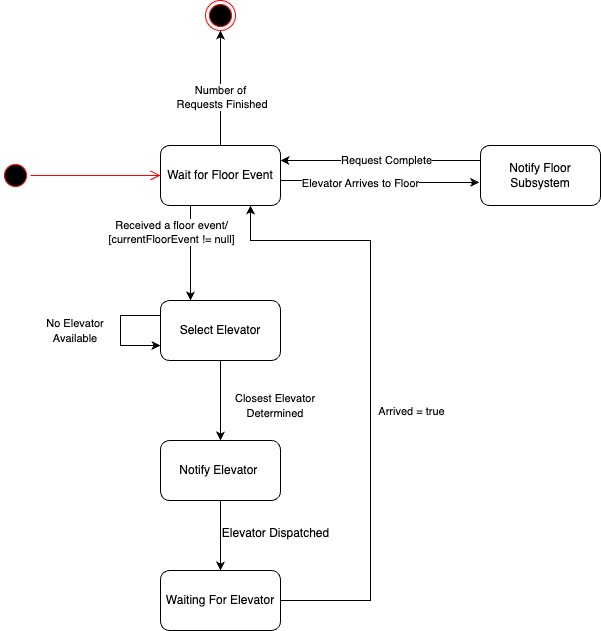 Number of
Requests Finished
Wait for Floor Event
Request Complete
Elevator Arrives to Floor
Notify Floor
Subsystem
Received a floor event/
[currentFloorEvent != null]
No Elevator
Available
Select Elevator
Closest Elevator
Determined
Arrived = true
Notify Elevator
Elevator Dispatched
Waiting For Elevator